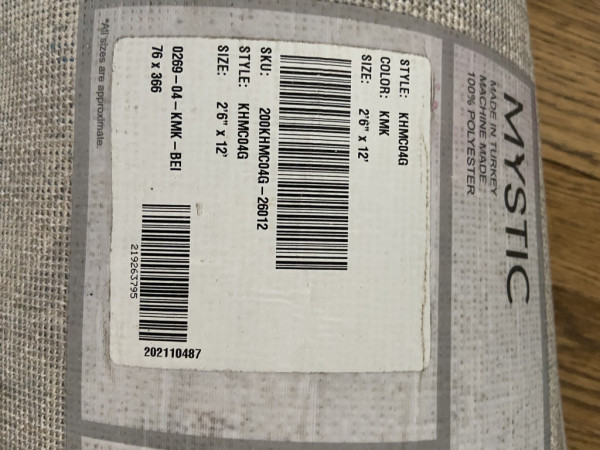 MYSTIC
MADE IN TURKEY
MACHINE MADE
100% POLYESTER
STYLE: KHMC04G
COLOR: KMK
SIZE: 2'6" x 12'
SKU: 200KHMC04G-26012
STYLE: KHMC04G
SIZE: 2'6" x 12'
0269-04-KMK-BEI
76 x 366
219263795
202110487
*All sizes are approximate.